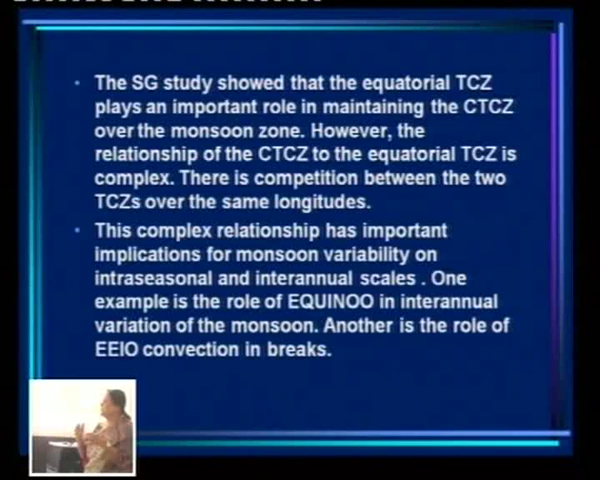 • The SG study showed that the equatorial TCZ
plays an important role in maintaining the CTCZ
over the monsoon zone. However, the
relationship of the CTCZ to the equatorial TCZ is
complex. There is competition between the two
TCZs over the same longitudes.
• This complex relationship has important
implications for monsoon variability on
intraseasonal and interannual scales . One
example is the role of EQUINOO in interannual
variation of the monsoon. Another is the role of
EEIO convection in breaks.